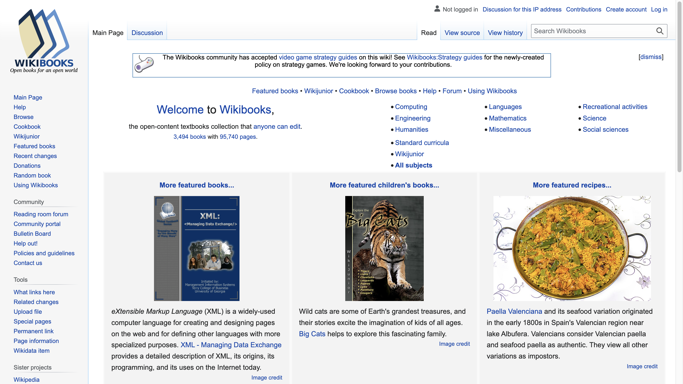 Not logged in Discussion for this IP address Contributions Create account Log in
Main Page Discussion Read View source View history Search Wikibooks
WIKIBOOKS
Open books for an open world
The Wikibooks community has accepted video game strategy guides on this wiki! See Wikibooks:Strategy guides for the newly-created
policy on strategy games. We're looking forward to your contributions.
[dismiss]
Featured books • Wikijunior • Cookbook • Browse books • Help • Forum • Using Wikibooks
Welcome to Wikibooks,
the open-content textbooks collection that anyone can edit.
3,494 books with 95,740 pages.
Computing
Engineering
Humanities
Languages
Mathematics
Miscellaneous
Recreational activities
Science
Social sciences
Standard curricula
Wikijunior
All subjects
Main Page
Help
Browse
Cookbook
Wikijunior
Featured books
Recent changes
Donations
Random book
Using Wikibooks
Community
Reading room forum
Community portal
Bulletin Board
Help out!
Policies and guidelines
Contact us
Tools
What links here
Related changes
Upload file
Special pages
Permanent link
Page information
Wikidata item
Sister projects
Wikipedia
More featured books...
XML:
eXtensible Markup Language (XML) is a widely-used
computer language for creating and designing pages
on the web and for defining other languages with more
specialized purposes. XML - Managing Data Exchange
provides a detailed description of XML, its origins, its
programming, and its uses on the Internet today.
Image credit
More featured children's books...
Big Cats
Wild cats are some of Earth's grandest treasures, and
their stories excite the imagination of kids of all ages.
Big Cats helps to explore this fascinating family.
Image credit
More featured recipes...
Paella Valenciana and its seafood variation originated
in the early 1800s in Spain's Valencian region near
lake Albufera. Valencians consider Valencian paella
and seafood paella as authentic. They view all other
variations as impostors.
Image credit